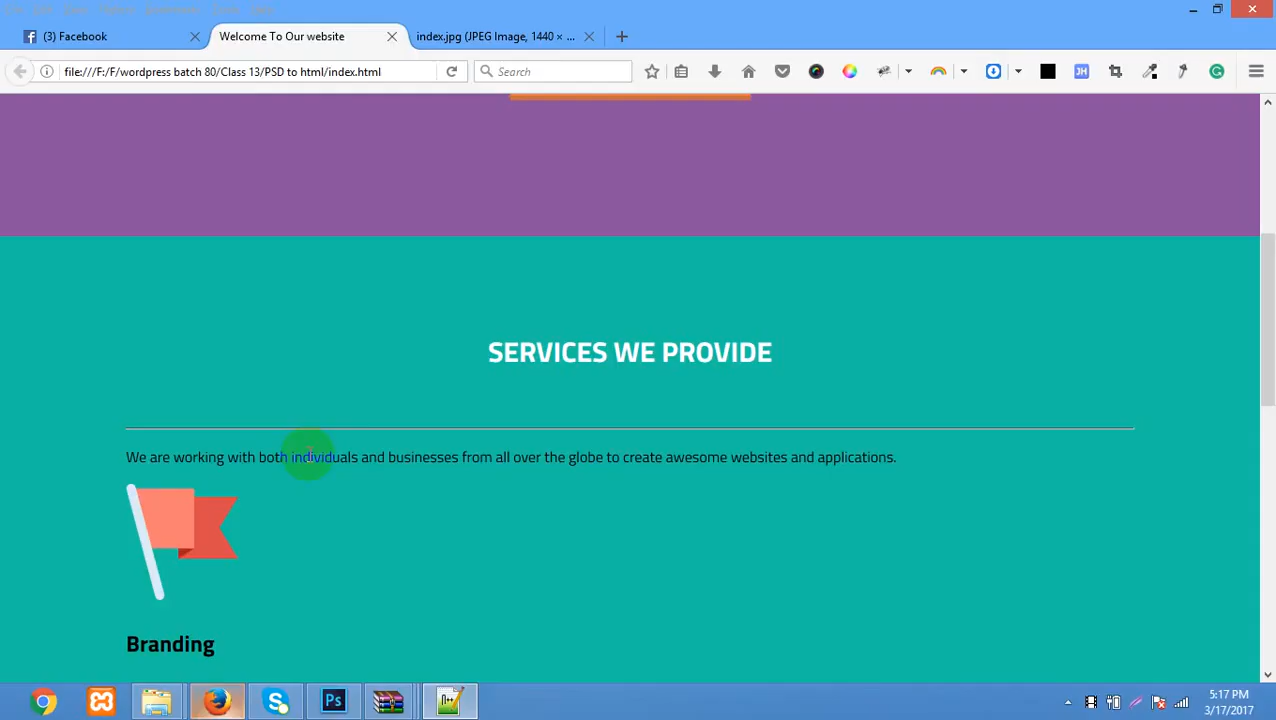 (3) Facebook
Welcome To Our website
index.jpg (JPEG Image, 1440 × ...
file:///F:/F/wordpress batch 80/Class 13/PSD to html/index.html
Search
JH
SERVICES WE PROVIDE
We are working with both individuals and businesses from all over the globe to create awesome websites and applications.
Branding
Ps
5:17 PM
3/17/2017